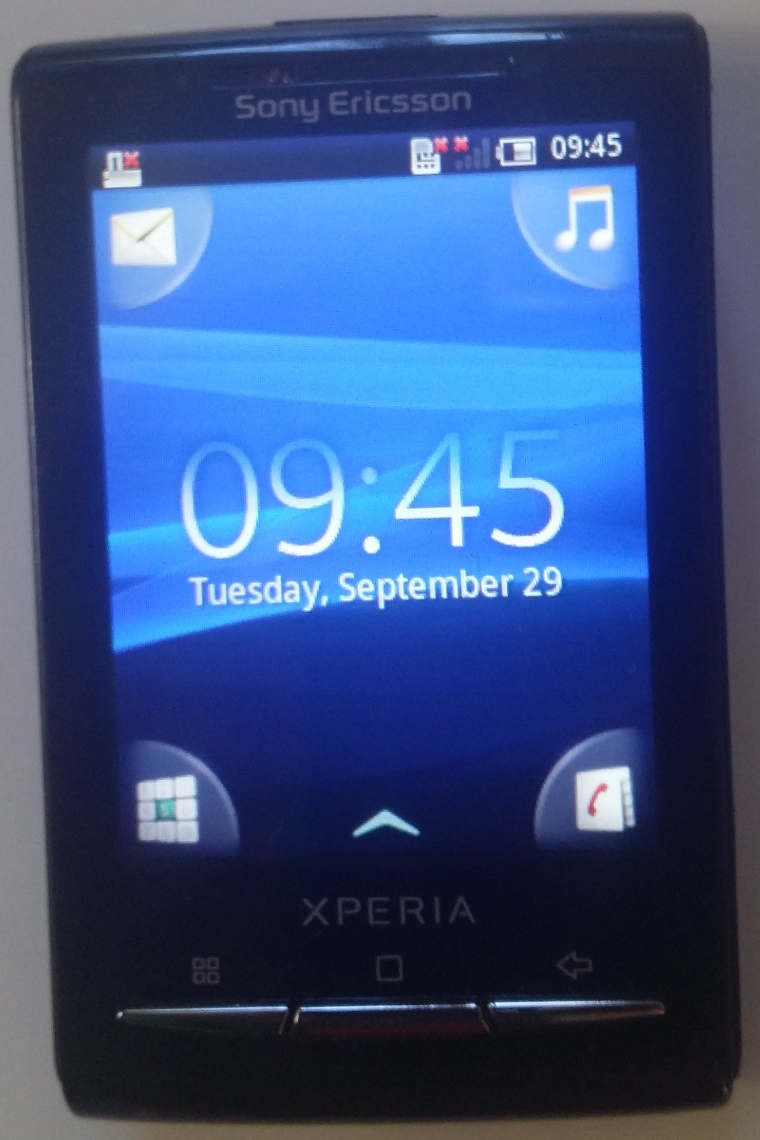 Sony Ericsson
09:45
09:45
Tuesday, September 29
XPERIA